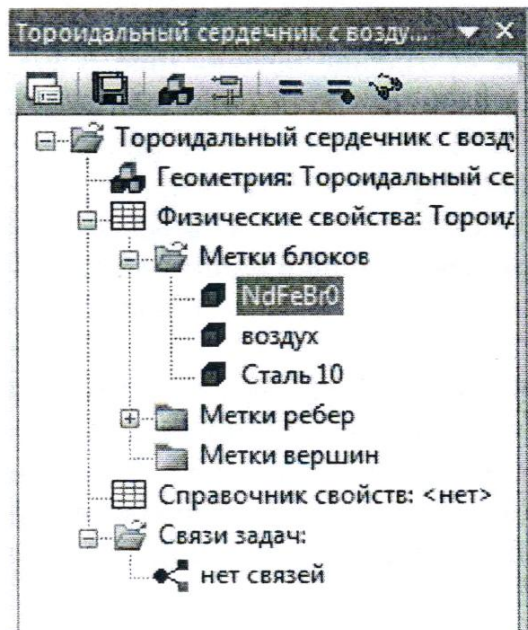 Тороидальный сердечник с возду...
Тороидальный сердечник с возду
Геометрия: Тороидальный се
Физические свойства: Тороид
Метки блоков
NdFeBr0
воздух
Сталь 10
Метки ребер
Метки вершин
Справочник свойств: <нет>
Связи задач:
нет связей